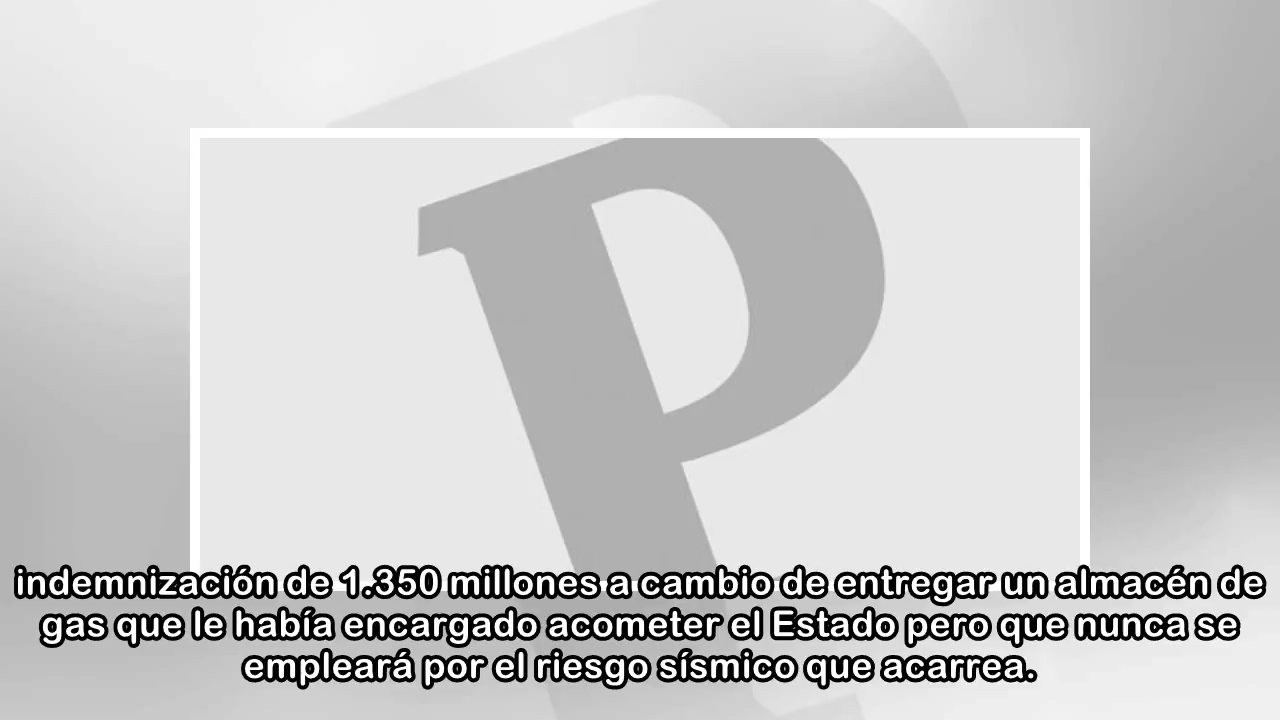 P
indemnización de 1.350 millones a cambio de entregar un almacén de
gas que le había encargado acometer el Estado pero que nunca se
empleará por el riesgo sísmico que acarrea.